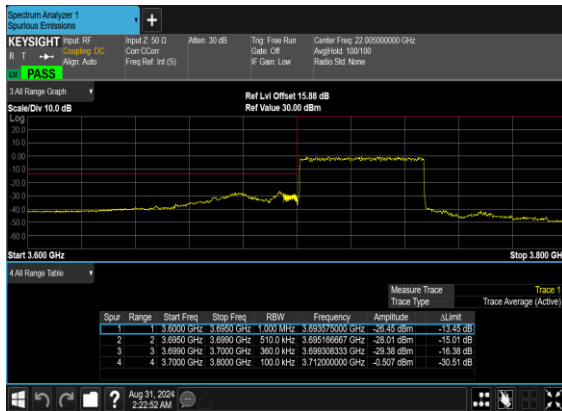 Spectrum Analyzer 1
Spurious Emissions
KEYSIGHT Input: RF Input Z: 50 Ω Atten: 30 dB Trig: Free Run Center Freq: 22.005000000 GHz
R T Coupling: DC Corr CCorr Gate: Off Avg|Hold: 100/100
Align: Auto Freq Ref: Int (S) IF Gain: Low Radio Std: None
PASS
3 All Range Graph
Ref Lvl Offset 15.88 dB
Scale/Div 10.0 dB Ref Value 30.00 dBm
Log
20.0
10.0
0.00
-10.0
-20.0
-30.0
-40.0
-50.0
-60.0
Start 3.600 GHz Stop 3.800 GH
4 All Range Table
Measure Trace Trace 1
Trace Type Trace Average (Active)
Spur Range Start Freq Stop Freq RBW Frequency Amplitude ΔLimit
1 1 3.6000 GHz 3.6950 GHz 1.000 MHz 3.693575000 GHz -26.45 dBm -13.45 dB
2 2 3.6950 GHz 3.6990 GHz 510.0 kHz 3.695166667 GHz -28.01 dBm -15.01 dB
3 3 3.6990 GHz 3.7000 GHz 360.0 kHz 3.699308333 GHz -29.38 dBm -16.38 dB
4 4 3.7000 GHz 3.8000 GHz 100.0 kHz 3.712000000 GHz -0.507 dBm -30.51 dB
Aug 31, 2024
2:22:52 AM